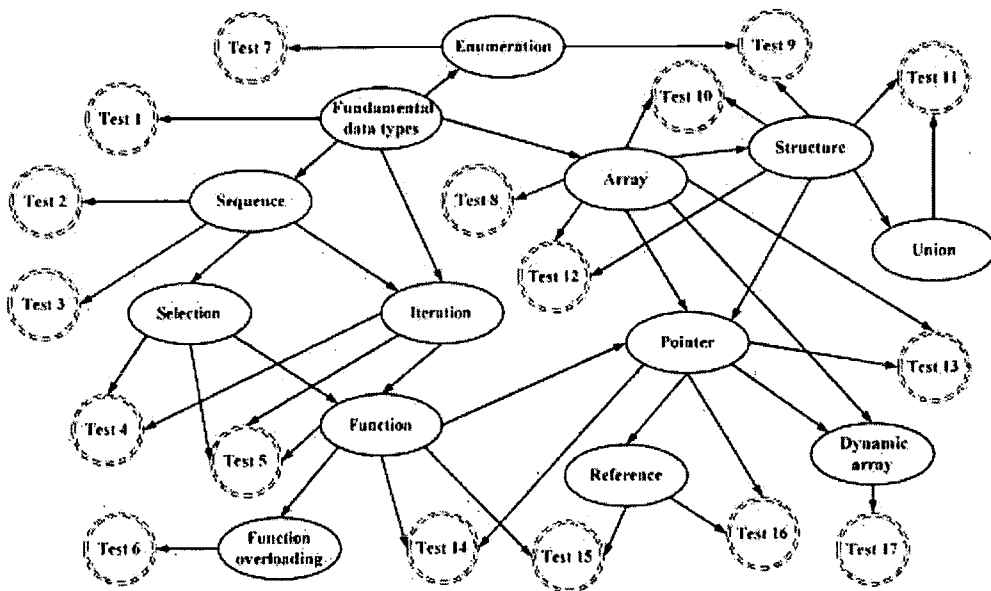 Test 7
Enumeration
Test 9
Test 11
Test 10
Test 1
Fundamental
data types
Structure
Test 2
Sequence
Test 8
Array
Union
Test 12
Test 3
Selection
Iteration
Pointer
Test 13
Test 4
Function
Test 5
Dynamic
array
Reference
Test 6
Function
overloading
Test 14
Test 15
Test 16
Test 17